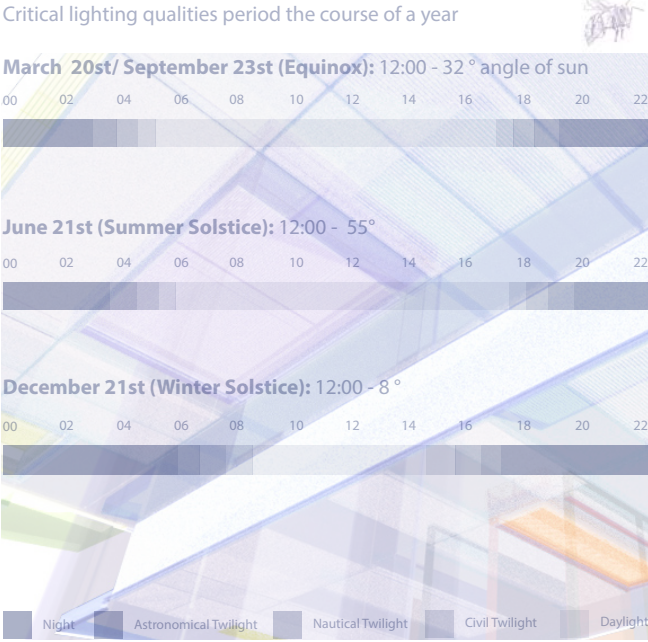 Critical lighting qualities period the course of a year
March 20st/ September 23st (Equinox): 12:00 - 32 ° angle of sun
00 02 04 06 08 10 12 14 16 18 20 22
June 21st (Summer Solstice): 12:00 - 55°
00 02 04 06 08 10 12 14 16 18 20 22
December 21st (Winter Solstice): 12:00 - 8 °
00 02 04 06 08 10 12 14 16 18 20 22
Night Astronomical Twilight Nautical Twilight Civil Twilight Daylight